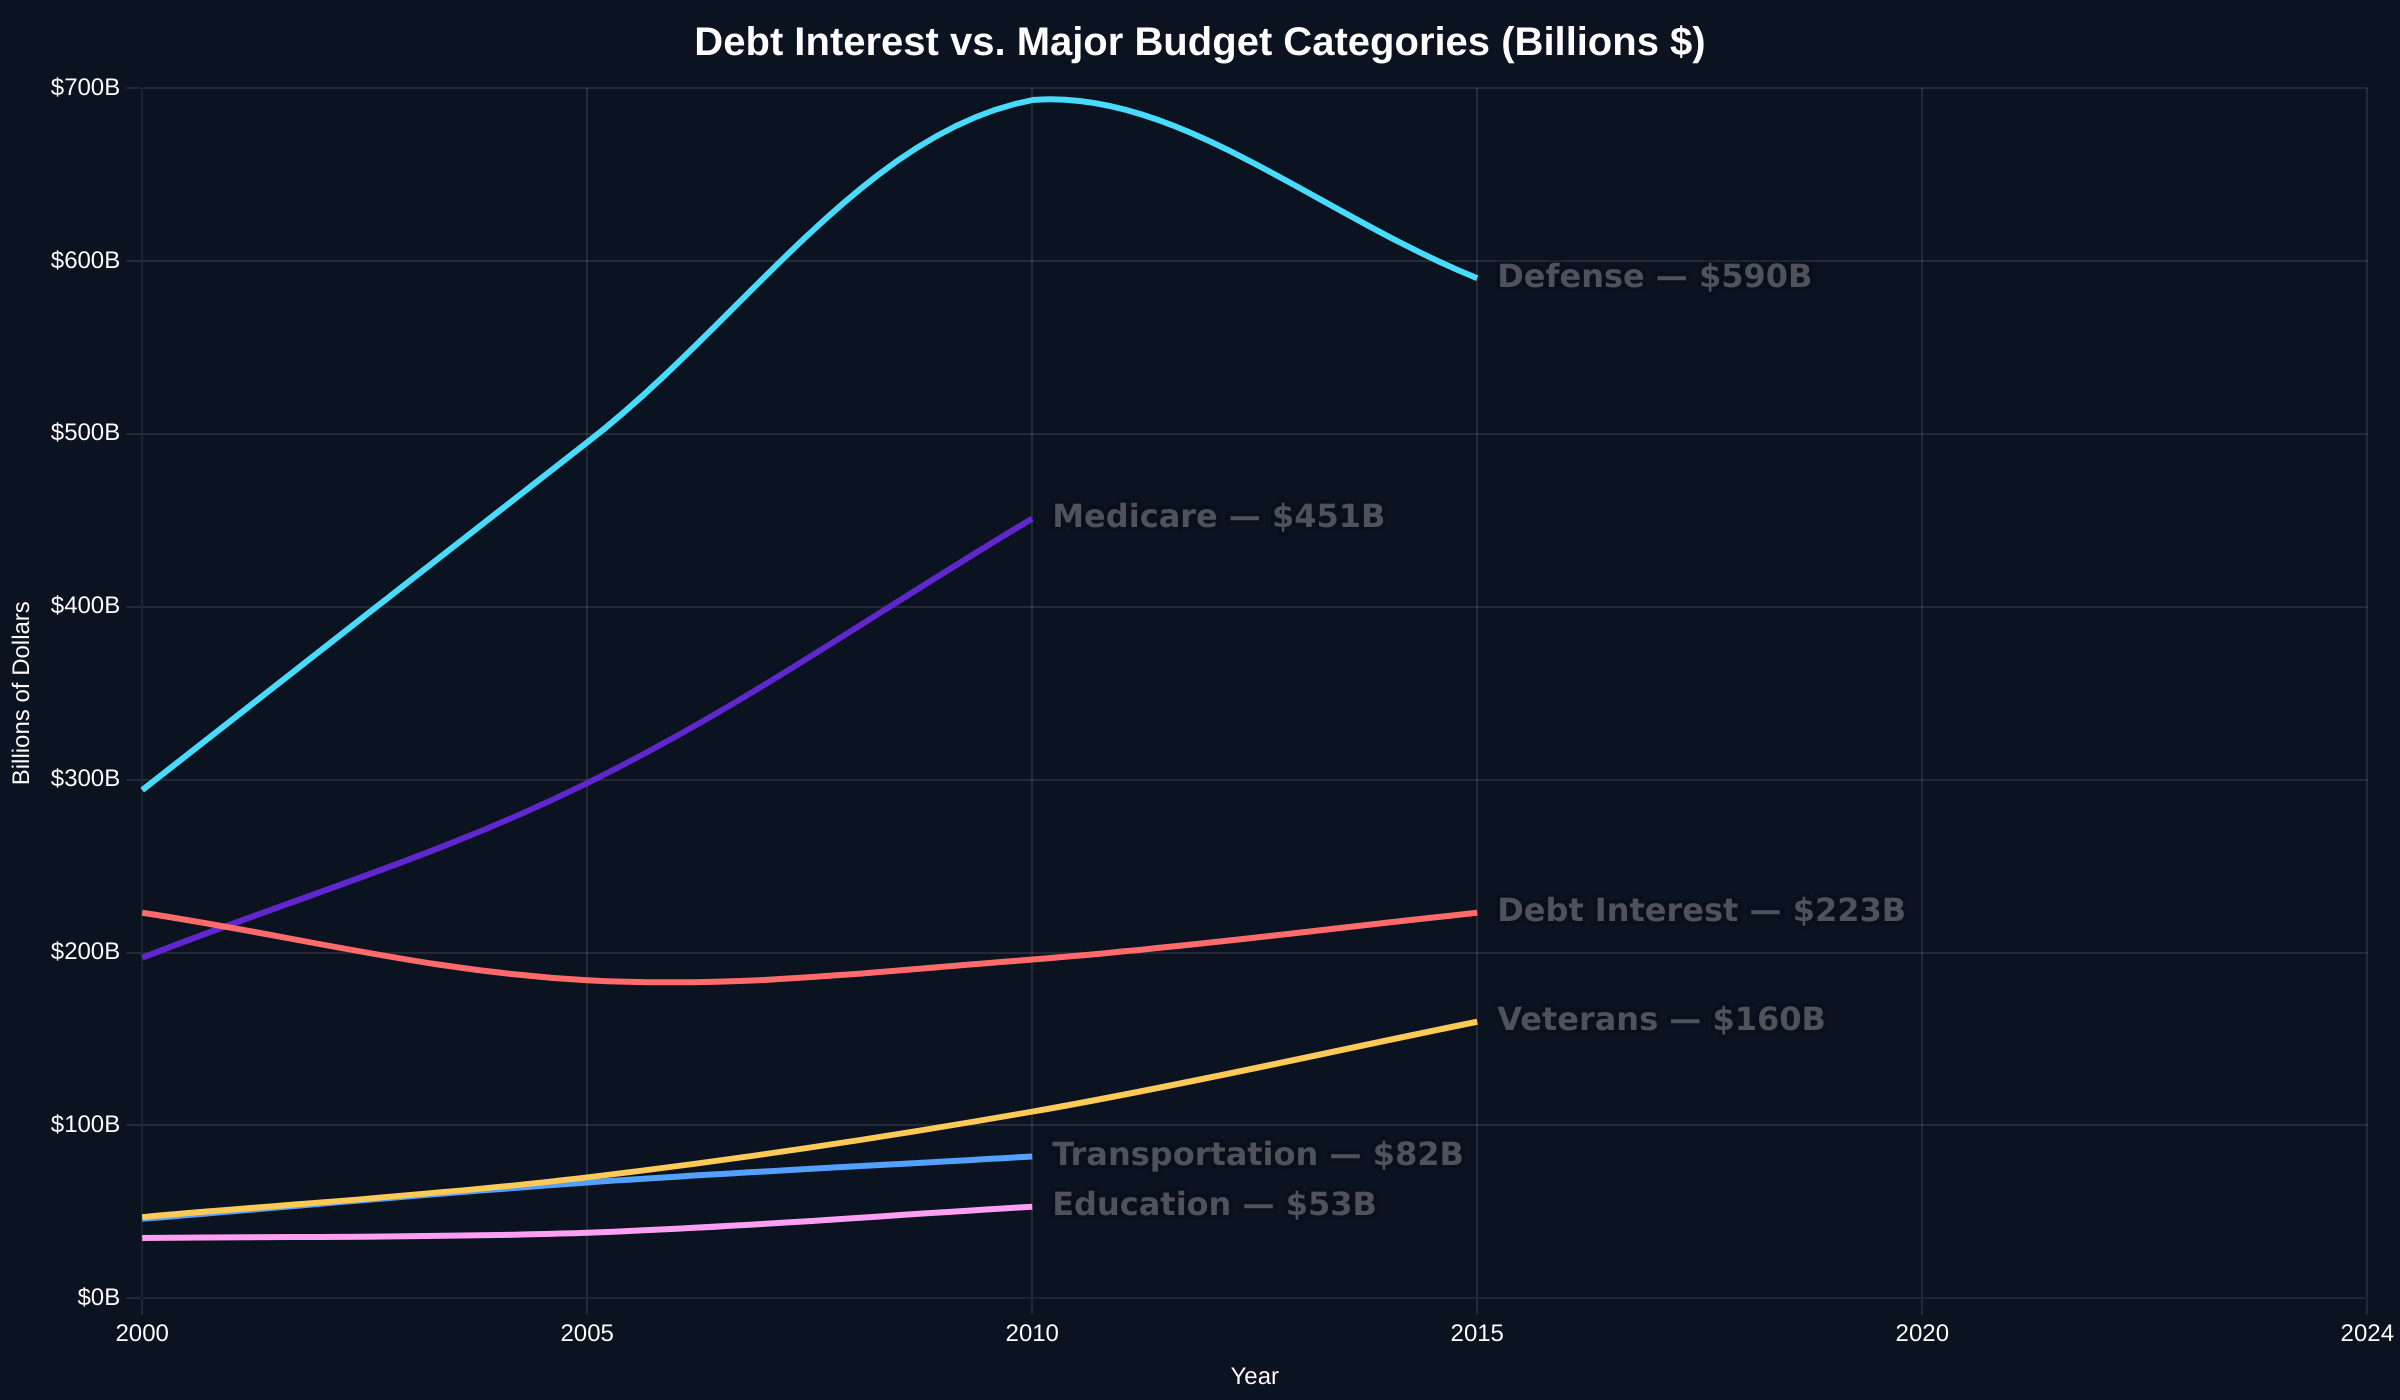 Debt Interest vs. Major Budget Categories (Billions $)
$700B
$600B
Defense — $590B
$500B
Medicare — $451B
$400B
Billions of Dollars
$300B
$200B
Debt Interest — $223B
Veterans — $160B
$100B
Transportation — $82B
Education — $53B
$0B
2000 2005 2010 2015 2020 2024
Year